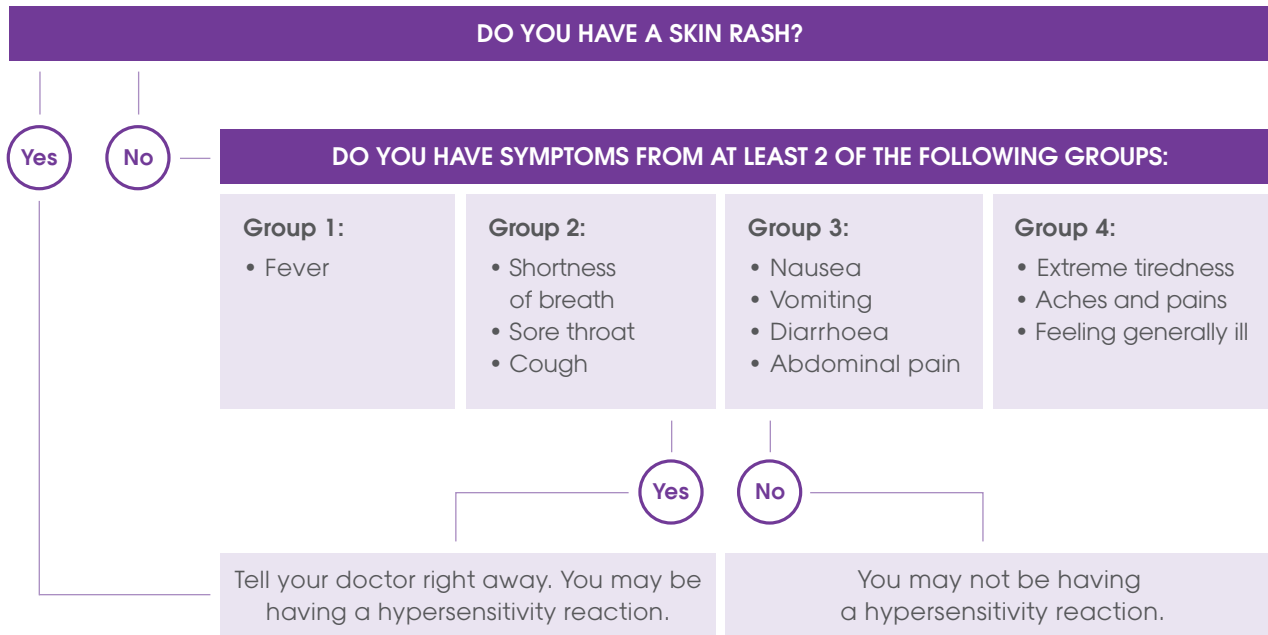 DO YOU HAVE A SKIN RASH?
Yes
No
DO YOU HAVE SYMPTOMS FROM AT LEAST 2 OF THE FOLLOWING GROUPS:
Group 1:
• Fever
Group 2:
• Shortness
of breath
• Sore throat
• Cough
Group 3:
• Nausea
• Vomiting
• Diarrhoea
• Abdominal pain
Group 4:
• Extreme tiredness
• Aches and pains
• Feeling generally ill
Yes
No
Tell your doctor right away. You may be
having a hypersensitivity reaction.
You may not be having
a hypersensitivity reaction.